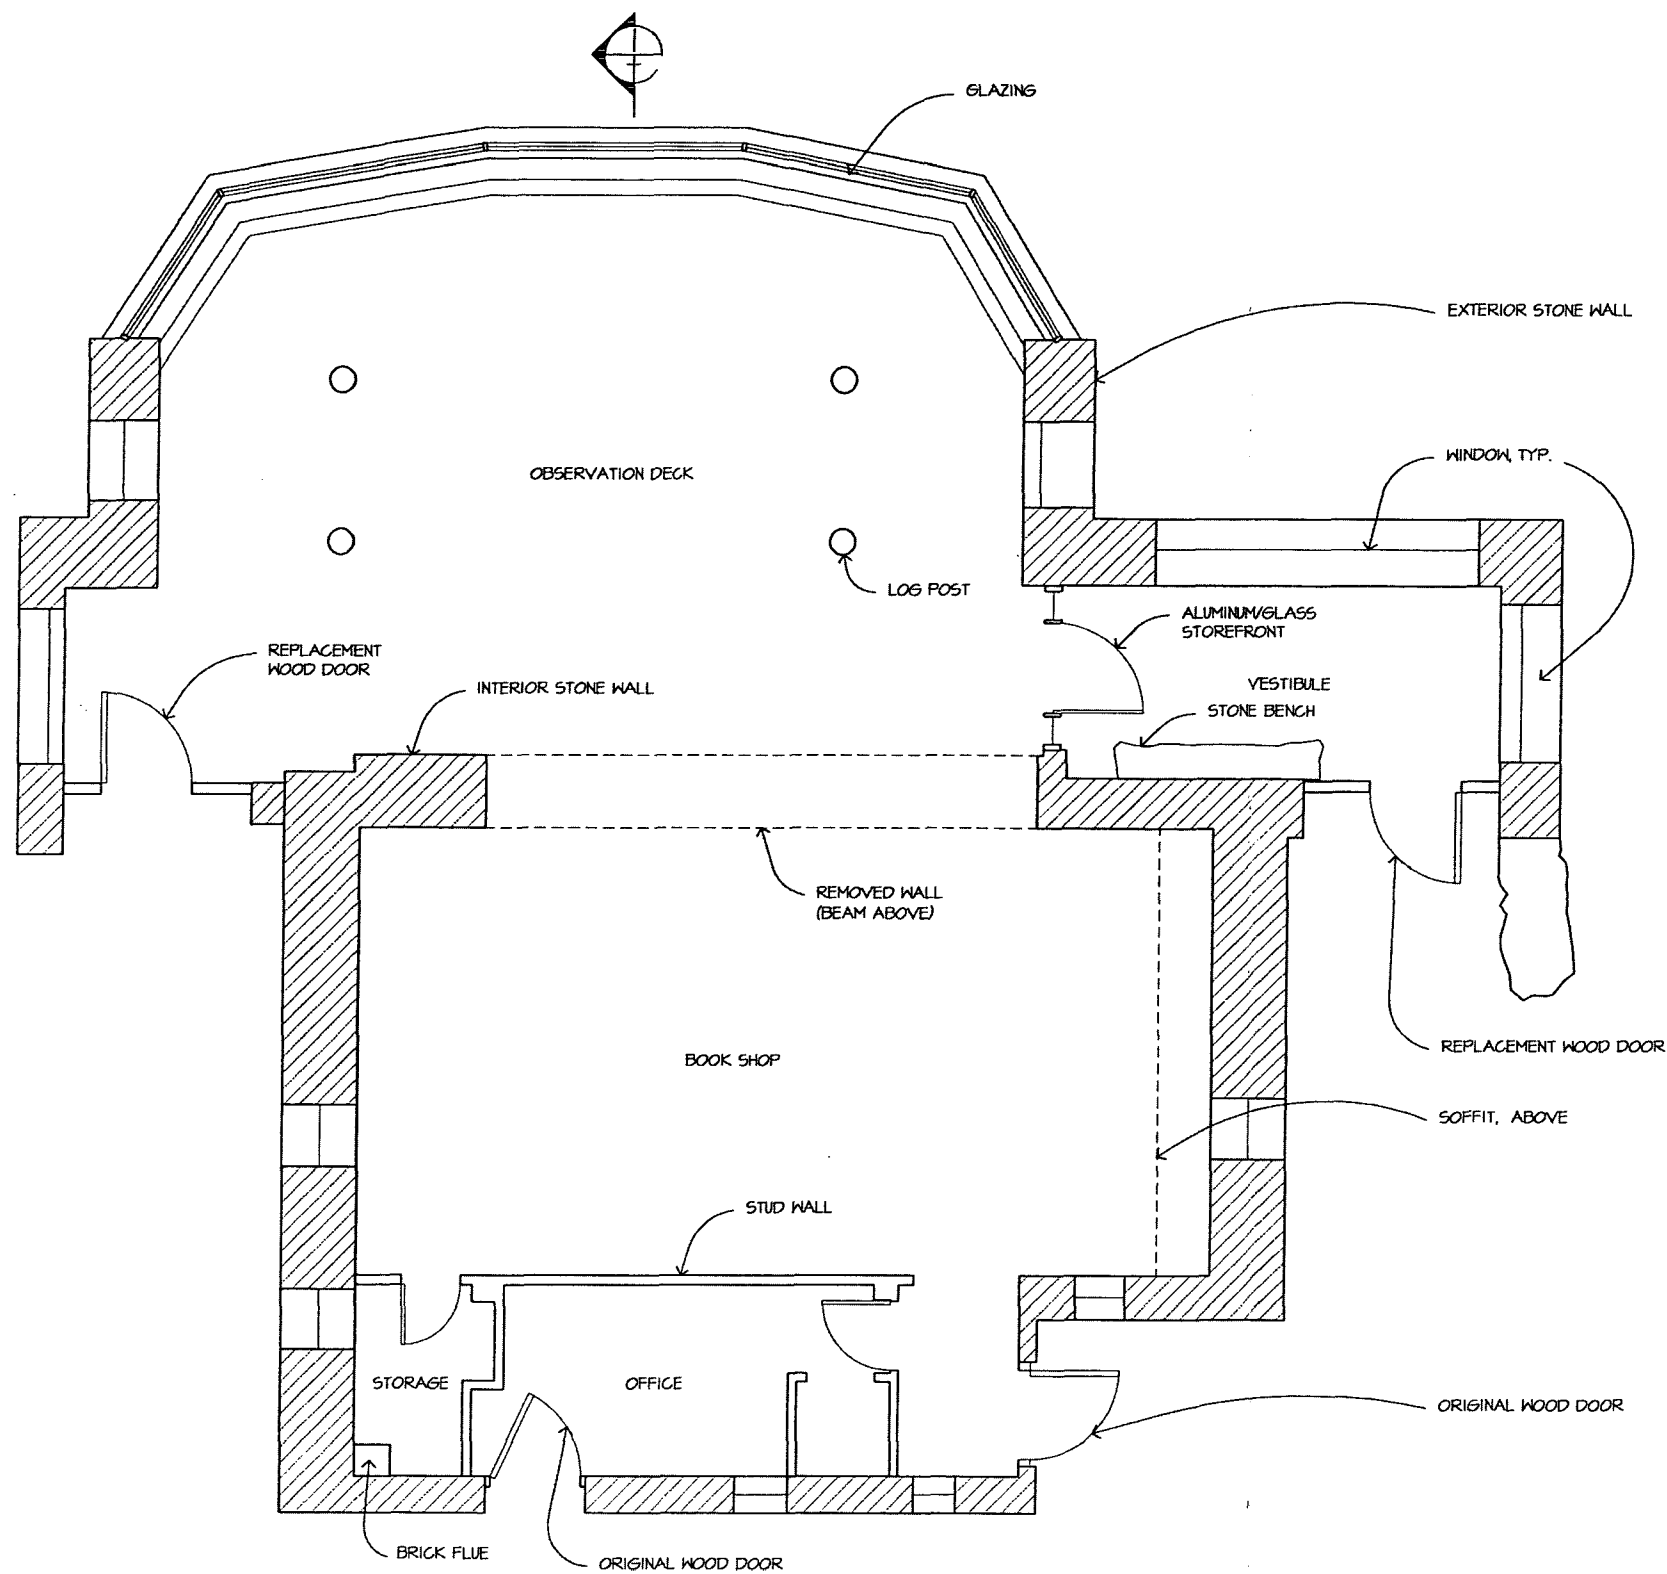 GLAZING
EXTERIOR STONE WALL
WINDOW, TYP.
OBSERVATION DECK
LOG POST
ALUMINUM/GLASS
STOREFRONT
REPLACEMENT
WOOD DOOR
INTERIOR STONE WALL
VESTIBULE
STONE BENCH
REMOVED WALL
(BEAM ABOVE)
REPLACEMENT WOOD DOOR
BOOK SHOP
SOFFIT, ABOVE
STUD WALL
STORAGE
OFFICE
ORIGINAL WOOD DOOR
BRICK FLUE
ORIGINAL WOOD DOOR